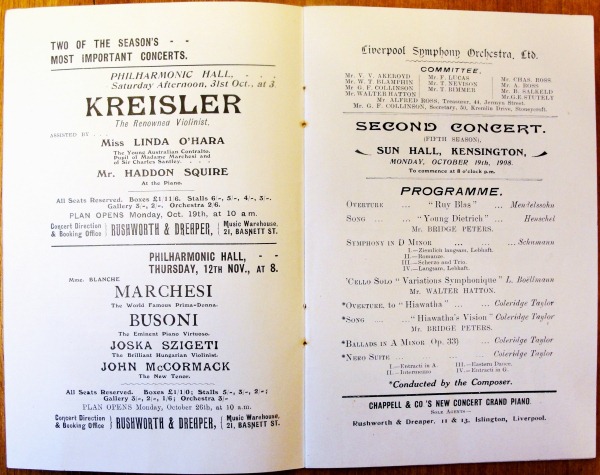 TWO OF THE SEASON'S - -
MOST IMPORTANT CONCERTS.
PHILHARMONIC HALL, - - -
Saturday Afternoon, 31st Oct., at 3
KREISLER
The Renowned Violinist.
ASSISTED BY . . .
Miss LINDA O'HARA
The Young Australian Contralto.
Pupil of Madame Marchesi and
of Sir Charles Santley.
Mr. HADDON SQUIRE
At the Piano.
All Seats Reserved. Boxes £1/11/6. Stalls 6/-, 5/-, 4/-, 3/-.
Gallery 3/-, 2/-. Orchestra 2/6.
PLAN OPENS Monday, Oct. 19th, at 10 a.m.
Concert Direction & Booking Office RUSHWORTH & DREAPER, Music Warehouse, 21, BASNETT ST.
PHILHARMONIC HALL, - -
THURSDAY, 12TH NOV., AT 8.
Mme. BLANCHE
MARCHESI
The World Famous Prima-Donna.
BUSONI
The Eminent Piano Virtuoso.
JOSKA SZIGETI
The Brilliant Hungarian Violinist.
JOHN McCORMACK
The New Tenor.
All Seats Reserved. Boxes £1/1/0; Stalls 5/-, 3/-, 2/-;
Gallery 3/-, 2/-, 1/6; Orchestra 3/-
PLAN OPENS Monday, October 26th, at 10 a.m.
Concert Direction & Booking Office RUSHWORTH & DREAPER, Music Warehouse, 21, BASNETT ST.
Liverpool Symphony Orchestra, Ltd.
COMMITTEE.
Mr. V. V. AKEROYD Mr. F. LUCAS Mr. CHAS. ROSS
Mr. W. T. BLAMPHIN Mr. T. NEVISON Mr. A. ROSS
Mr. G. F. COLLINSON Mr. T. RIMMER Mr. B. SALKELD
Mr. WALTER HATTON Mr. G. E. STUTELY
Mr. ALFRED ROSS, Treasurer, 44, Jermyn Street.
Mr. G. F. COLLINSON, Secretary, 30, Kremlin Drive, Stoneycroft.
SECOND CONCERT.
(FIFTH SEASON),
SUN HALL, KENSINGTON,
MONDAY, OCTOBER 19th, 1908.
To commence at 8 o'clock p.m.
PROGRAMME.
OVERTURE ... "Ruy Blas" ... Mendelssohn
SONG ... ... "Young Dietrich" ... Henschel
Mr. BRIDGE PETERS.
SYMPHONY IN D MINOR ... ... ... Schumann
I.—Ziemlich langsam, Lebhaft.
II.—Romanze.
III.—Scherzo and Trio.
IV.—Langsam, Lebhaft.
'CELLO SOLO "Variations Symphonique" L. Boëllmann
Mr. WALTER HATTON.
*OVERTURE, to "Hiawatha" ... ... Coleridge Taylor
*SONG ... ... "Hiawatha's Vision" Coleridge Taylor
Mr. BRIDGE PETERS.
*BALLADS IN A MINOR Op. 33) ... Coleridge Taylor
*NERO SUITE ... ... ... Coleridge Taylor
I.—Entracti in A. III.—Eastern Dance.
II.—Intermezzo IV.—Entracti in G.
*Conducted by the Composer.
CHAPPELL & CO'S NEW CONCERT GRAND PIANO.
SOLE AGENTS—
Rushworth & Dreaper, 11 & 13, Islington, Liverpool.